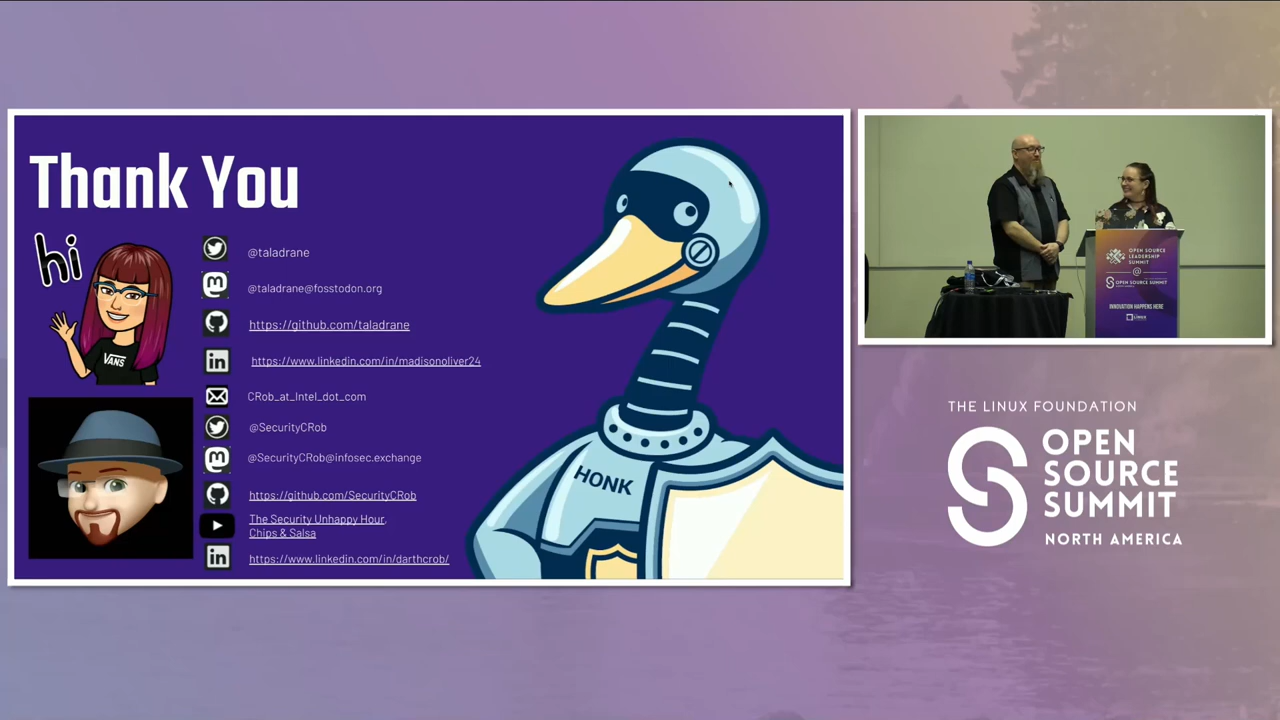 Thank You
hi
VANS
@taladrane
@taladrane@fosstodon.org
https://github.com/taladrane
https://www.linkedin.com/in/madisonoliver24
CRob_at_Intel_dot_com
@SecurityCRob
@SecurityCRob@infosec.exchange
https://github.com/SecurityCRob
The Security Unhappy Hour,
Chips & Salsa
https://www.linkedin.com/in/darthcrob/
HONK
OPEN SOURCE
LEADERSHIP
SUMMIT
@
OPEN SOURCE SUMMIT
INNOVATION HAPPENS HERE
LINUX
THE LINUX FOUNDATION
OPEN
SOURCE
SUMMIT
NORTH AMERICA